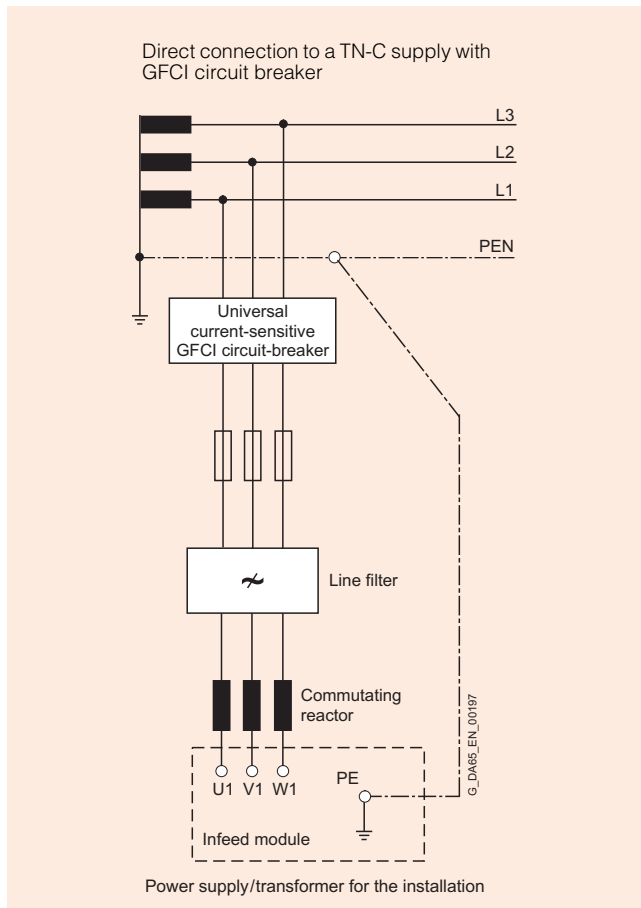 Direct connection to a TN-C supply with
GFCI circuit breaker
L3
L2
L1
PEN
Universal
current-sensitive
GFCI circuit-breaker
Line filter
Commutating
reactor
U1 V1 W1
PE
Infeed module
G_DA65_EN_00197
Power supply/transformer for the installation